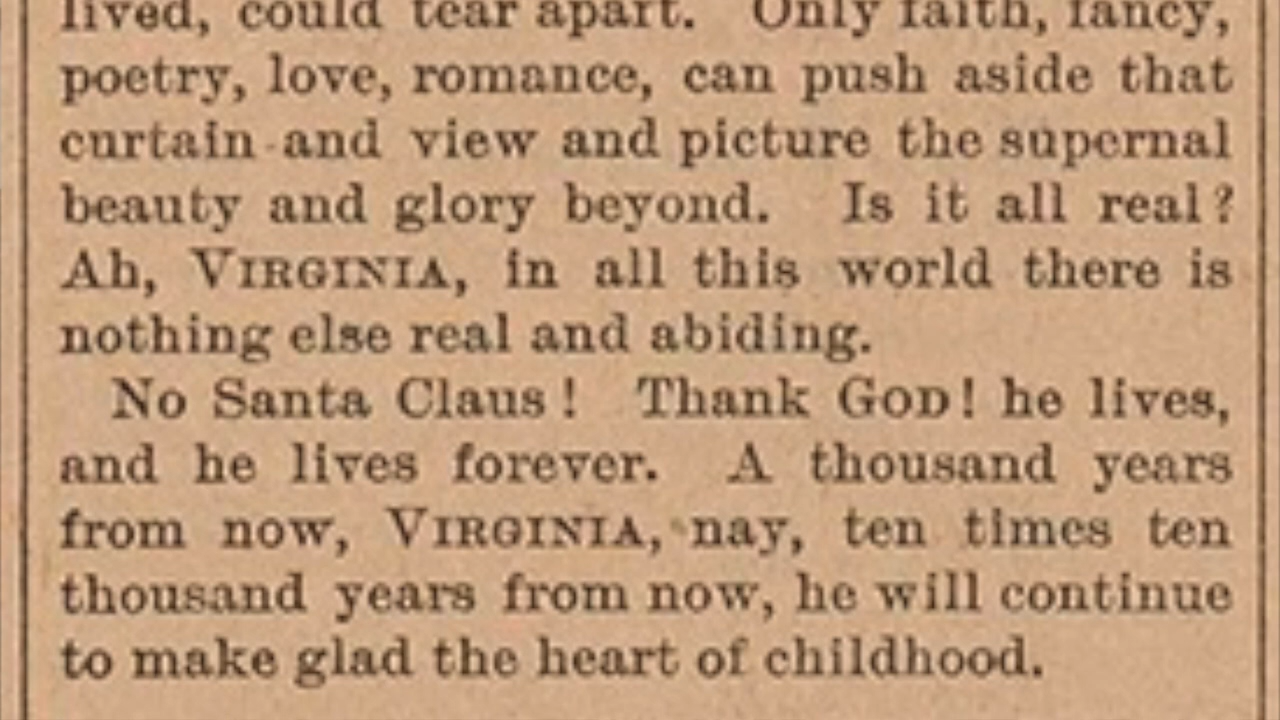 lived, could tear apart. Only faith, fancy,
poetry, love, romance, can push aside that
curtain and view and picture the supernal
beauty and glory beyond. Is it all real?
Ah, VIRGINIA, in all this world there is
nothing else real and abiding.
No Santa Claus! Thank GOD! he lives,
and he lives forever. A thousand years
from now, VIRGINIA, nay, ten times ten
thousand years from now, he will continue
to make glad the heart of childhood.